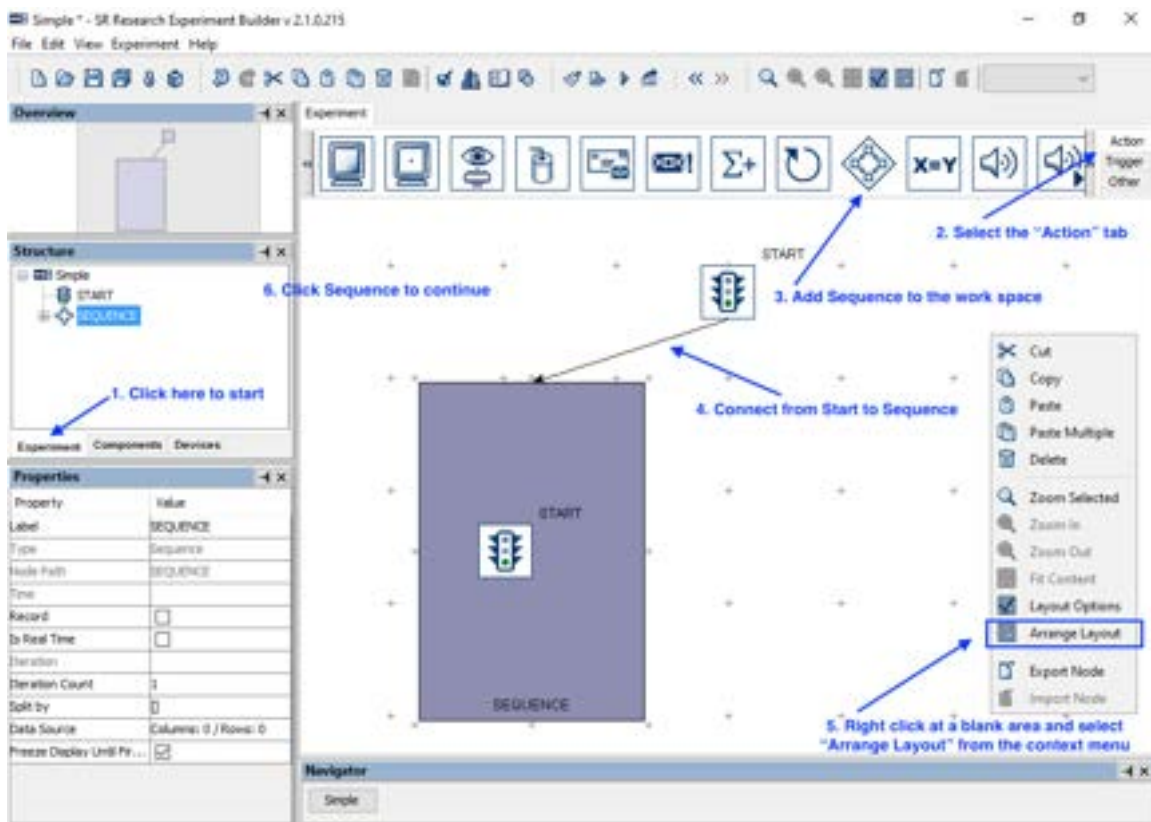 Simple * - SR Research Experiment Builder v 2.1.0.215
File Edit View Experiment Help
Overview
Experiment
Action
Trigger
Other
X=Y
Σ+
2. Select the "Action" tab
Structure
Simple
START
SEQUENCE
START
6. Click Sequence to continue
3. Add Sequence to the work space
1. Click here to start
4. Connect from Start to Sequence
Experiment Components Devices
Cut
Copy
Paste
Paste Multiple
Delete
Zoom Selected
Zoom In
Zoom Out
Fit Content
Layout Options
Arrange Layout
Export Node
Import Node
START
SEQUENCE
5. Right click at a blank area and select
"Arrange Layout" from the context menu
Properties
Property Value
Label SEQUENCE
Type Sequence
Node Path SEQUENCE
Time
Record
Is Real Time
Iteration
Iteration Count 1
Split by []
Data Source Columns: 0 / Rows: 0
Freeze Display Until Fir...
Navigator
Simple